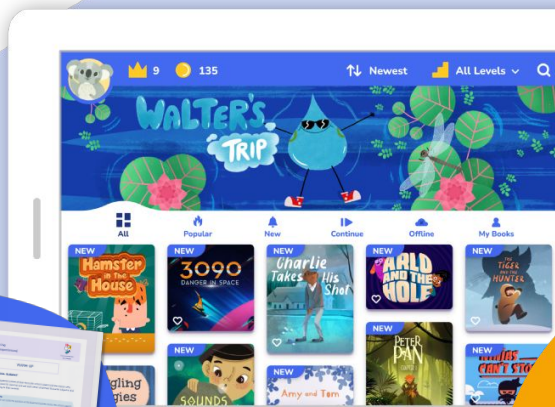 9
135
Newest
All Levels
WALTER'S
TRIP
All
Popular
New
Continue
Offline
My Books
NEW
Hamster
in the
House
NEW
3090
DANGER IN SPACE
NEW
Charlie
Takes His
Shot
NEW
AND THE
HOLE
NEW
THE
TIGER
AND THE
HUNTER
NEW
SOUNDS
NEW
Amy and Tom
NEW
PETER
PAN
NEW
CAN'T